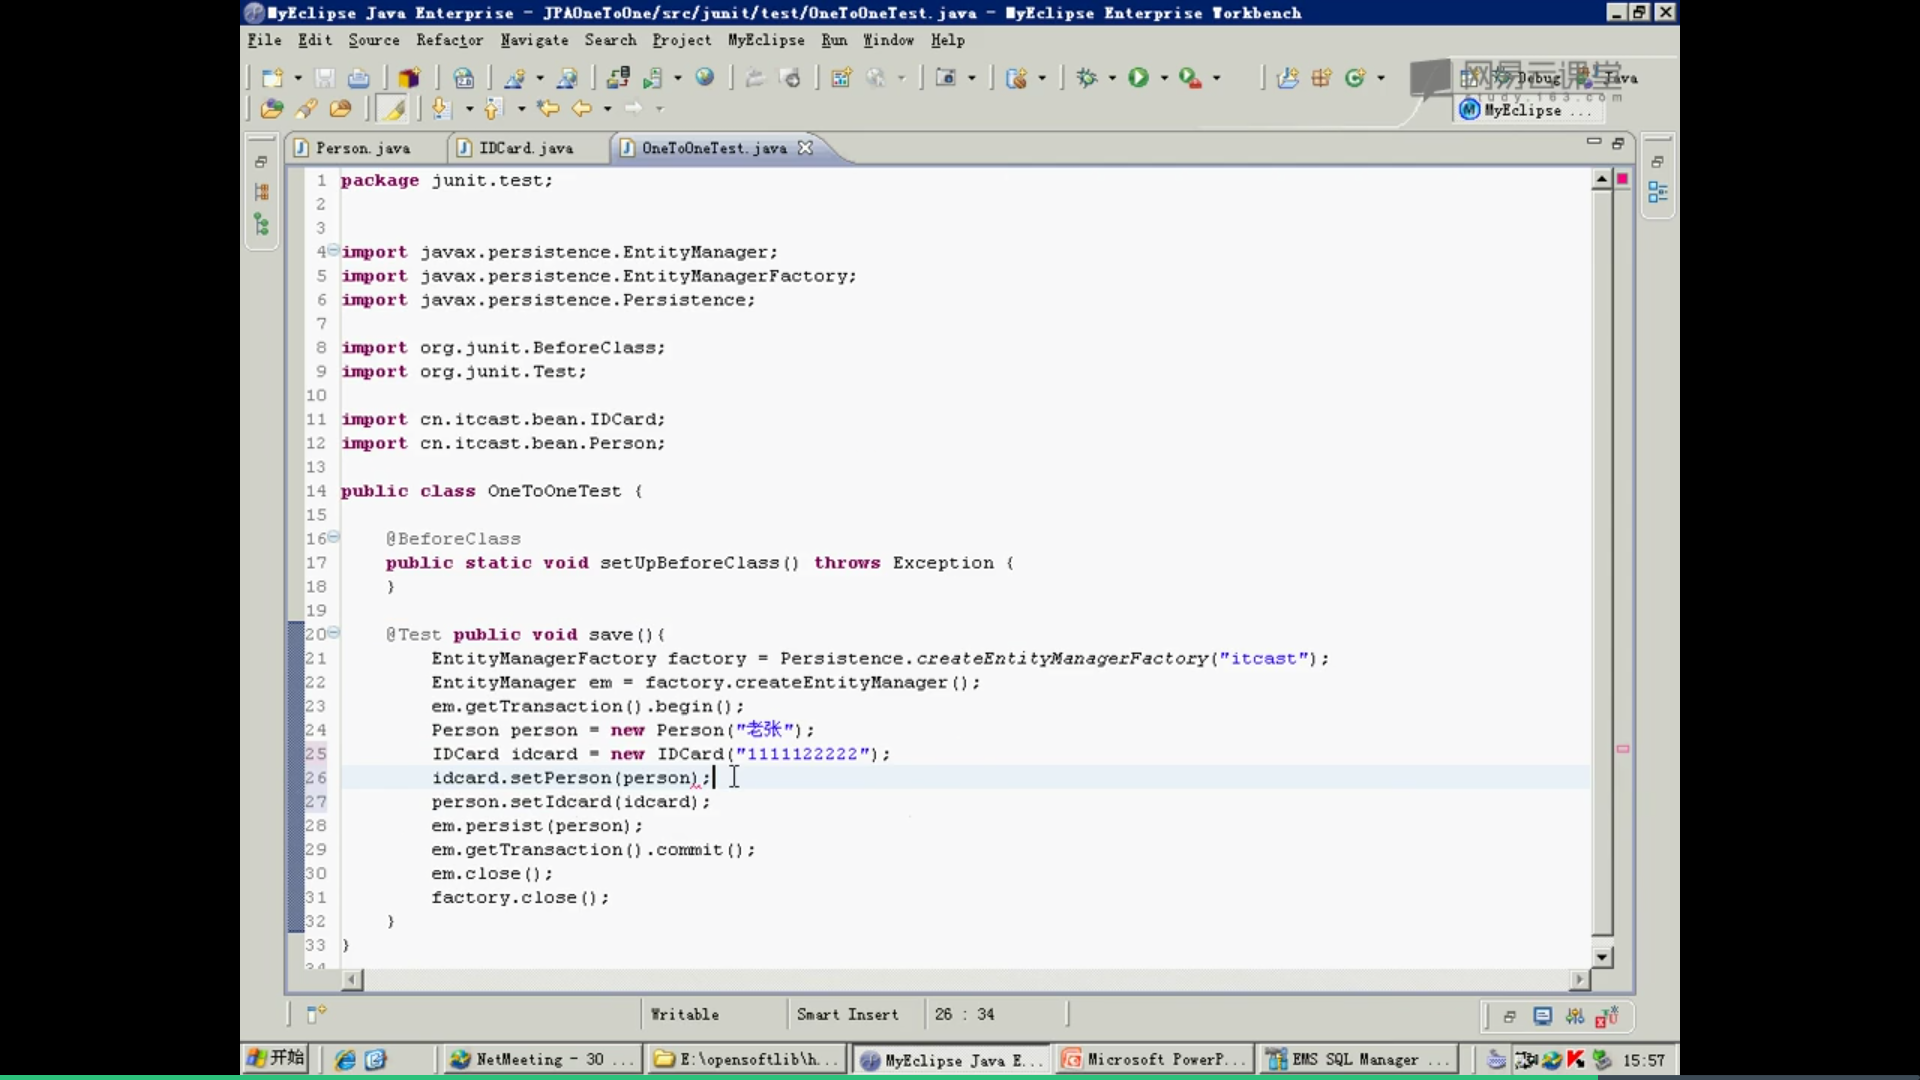 MyEclipse Java Enterprise - JPAOneToOne/src/junit/test/OneToOneTest.java - MyEclipse Enterprise Workbench
File Edit Source Refactor Navigate Search Project MyEclipse Run Window Help
网易云课堂
Debug Java
study.163.com
MyEclipse ...
Person.java IDCard.java OneToOneTest.java
1 package junit.test;
2
3
4 import javax.persistence.EntityManager;
5 import javax.persistence.EntityManagerFactory;
6 import javax.persistence.Persistence;
7
8 import org.junit.BeforeClass;
9 import org.junit.Test;
10
11 import cn.itcast.bean.IDCard;
12 import cn.itcast.bean.Person;
13
14 public class OneToOneTest {
15
16 @BeforeClass
17 public static void setUpBeforeClass() throws Exception {
18 }
19
20 @Test public void save(){
21 EntityManagerFactory factory = Persistence.createEntityManagerFactory("itcast");
22 EntityManager em = factory.createEntityManager();
23 em.getTransaction().begin();
24 Person person = new Person("老张");
25 IDCard idcard = new IDCard("1111122222");
26 idcard.setPerson(person);
27 person.setIdcard(idcard);
28 em.persist(person);
29 em.getTransaction().commit();
30 em.close();
31 factory.close();
32 }
33 }
34
Writable Smart Insert 26 : 34
开始 NetMeeting - 30 ... E:\opensoftlib\h... MyEclipse Java E... Microsoft PowerP... EMS SQL Manager ... 15:57